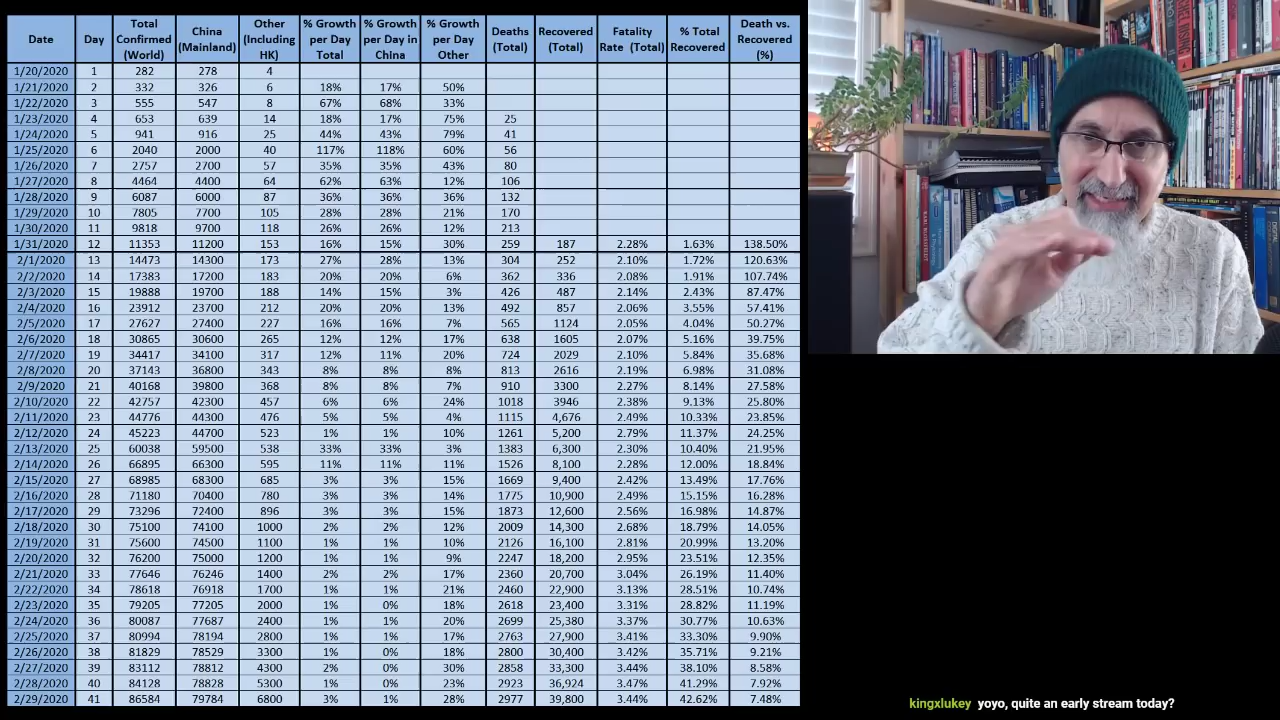 Date Day Total Confirmed (World) China (Mainland) Other (Including HK) % Growth per Day Total % Growth per Day in China % Growth per Day Other Deaths (Total) Recovered (Total) Fatality Rate (Total) % Total Recovered Death vs. Recovered (%)
1/20/2020 1 282 278 4
1/21/2020 2 332 326 6 18% 17% 50%
1/22/2020 3 555 547 8 67% 68% 33%
1/23/2020 4 653 639 14 18% 17% 75% 25
1/24/2020 5 941 916 25 44% 43% 79% 41
1/25/2020 6 2040 2000 40 117% 118% 60% 56
1/26/2020 7 2757 2700 57 35% 35% 43% 80
1/27/2020 8 4464 4400 64 62% 63% 12% 106
1/28/2020 9 6087 6000 87 36% 36% 36% 132
1/29/2020 10 7805 7700 105 28% 28% 21% 170
1/30/2020 11 9818 9700 118 26% 26% 12% 213
1/31/2020 12 11353 11200 153 16% 15% 30% 259 187 2.28% 1.63% 138.50%
2/1/2020 13 14473 14300 173 27% 28% 13% 304 252 2.10% 1.72% 120.63%
2/2/2020 14 17383 17200 183 20% 20% 6% 362 336 2.08% 1.91% 107.74%
2/3/2020 15 19888 19700 188 14% 15% 3% 426 487 2.14% 2.43% 87.47%
2/4/2020 16 23912 23700 212 20% 20% 13% 492 857 2.06% 3.55% 57.41%
2/5/2020 17 27627 27400 227 16% 16% 7% 565 1124 2.05% 4.04% 50.27%
2/6/2020 18 30865 30600 265 12% 12% 17% 638 1605 2.07% 5.16% 39.75%
2/7/2020 19 34417 34100 317 12% 11% 20% 724 2029 2.10% 5.84% 35.68%
2/8/2020 20 37143 36800 343 8% 8% 8% 813 2616 2.19% 6.98% 31.08%
2/9/2020 21 40168 39800 368 8% 8% 7% 910 3300 2.27% 8.14% 27.58%
2/10/2020 22 42757 42300 457 6% 6% 24% 1018 3946 2.38% 9.13% 25.80%
2/11/2020 23 44776 44300 476 5% 5% 4% 1115 4,676 2.49% 10.33% 23.85%
2/12/2020 24 45223 44700 523 1% 1% 10% 1261 5,200 2.79% 11.37% 24.25%
2/13/2020 25 60038 59500 538 33% 33% 3% 1383 6,300 2.30% 10.40% 21.95%
2/14/2020 26 66895 66300 595 11% 11% 11% 1526 8,100 2.28% 12.00% 18.84%
2/15/2020 27 68985 68300 685 3% 3% 15% 1669 9,400 2.42% 13.49% 17.76%
2/16/2020 28 71180 70400 780 3% 3% 14% 1775 10,900 2.49% 15.15% 16.28%
2/17/2020 29 73296 72400 896 3% 3% 15% 1873 12,600 2.56% 16.98% 14.87%
2/18/2020 30 75100 74100 1000 2% 2% 12% 2009 14,300 2.68% 18.79% 14.05%
2/19/2020 31 75600 74500 1100 1% 1% 10% 2126 16,100 2.81% 20.99% 13.20%
2/20/2020 32 76200 75000 1200 1% 1% 9% 2247 18,200 2.95% 23.51% 12.35%
2/21/2020 33 77646 76246 1400 2% 2% 17% 2360 20,700 3.04% 26.19% 11.40%
2/22/2020 34 78618 76918 1700 1% 1% 21% 2460 22,900 3.13% 28.51% 10.74%
2/23/2020 35 79205 77205 2000 1% 0% 18% 2618 23,400 3.31% 28.82% 11.19%
2/24/2020 36 80087 77687 2400 1% 1% 20% 2699 25,380 3.37% 30.77% 10.63%
2/25/2020 37 80994 78194 2800 1% 1% 17% 2763 27,900 3.41% 33.30% 9.90%
2/26/2020 38 81829 78529 3300 1% 0% 18% 2800 30,400 3.42% 35.71% 9.21%
2/27/2020 39 83112 78812 4300 2% 0% 30% 2858 33,300 3.44% 38.10% 8.58%
2/28/2020 40 84128 78828 5300 1% 0% 23% 2923 36,924 3.47% 41.29% 7.92%
2/29/2020 41 86584 79784 6800 3% 1% 28% 2977 39,800 3.44% 42.62% 7.48%
kingxlukey yoyo, quite an early stream today?